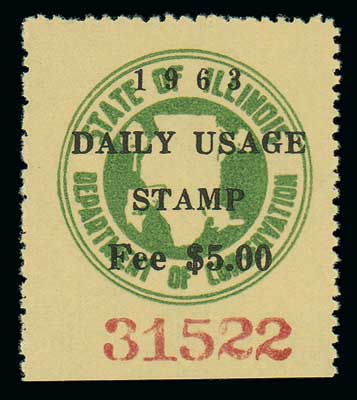 1963
STATE OF ILLINOIS
DAILY USAGE
STAMP
Fee $5.00
DEPARTMENT OF CONSERVATION
31522